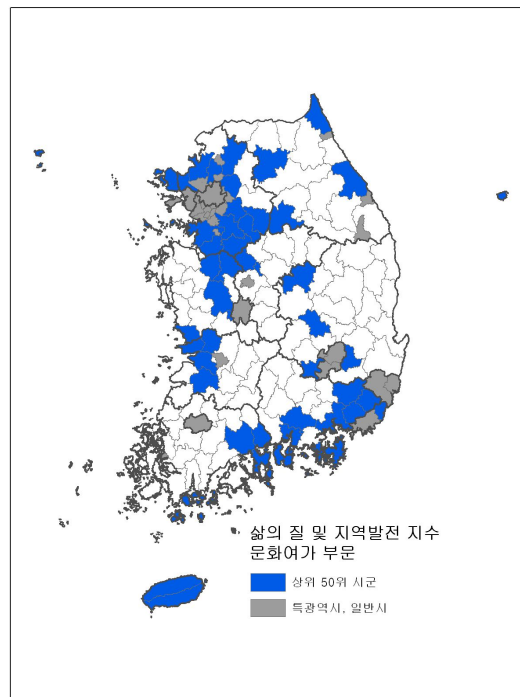 삶의 질 및 지역발전 지수
문화여가 부문
상위 50위 시군
특광역시, 일반시